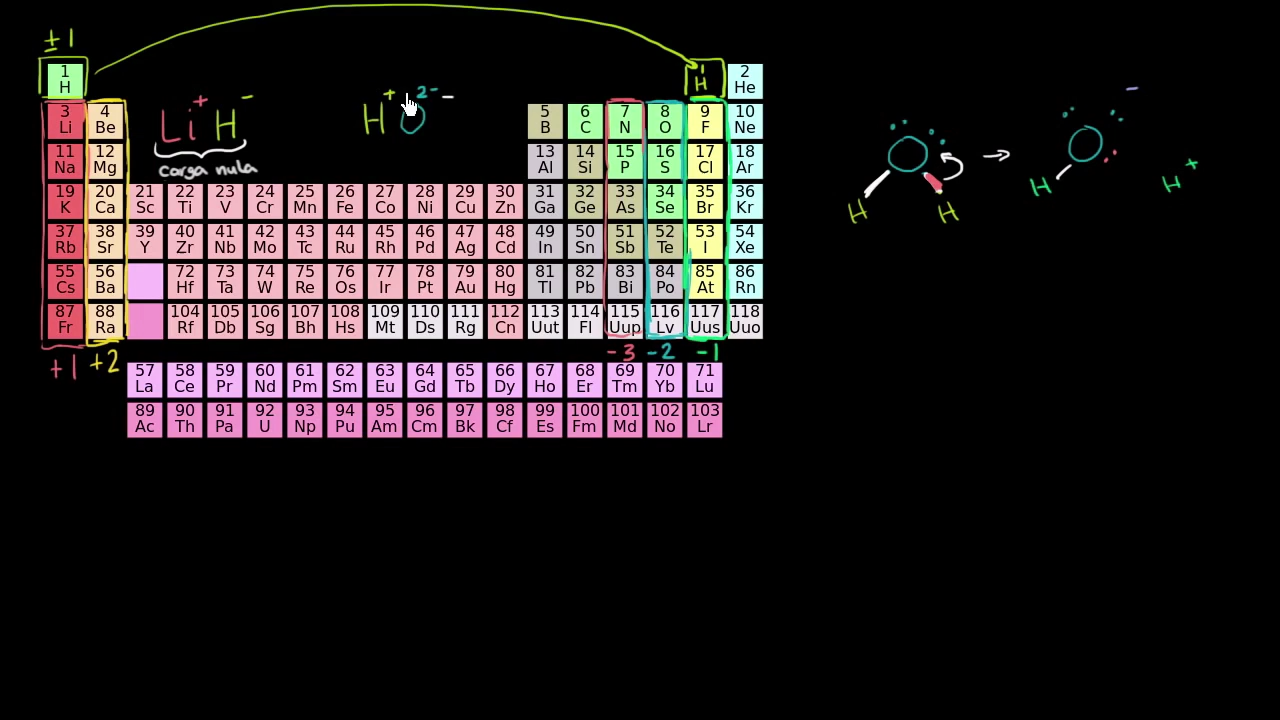 ± 1
1 H
1 H
2 He
Li+ H-
carga nula
H+ O2- -
3 Li 4 Be 5 B 6 C 7 N 8 O 9 F 10 Ne
11 Na 12 Mg 13 Al 14 Si 15 P 16 S 17 Cl 18 Ar
19 K 20 Ca 21 Sc 22 Ti 23 V 24 Cr 25 Mn 26 Fe 27 Co 28 Ni 29 Cu 30 Zn 31 Ga 32 Ge 33 As 34 Se 35 Br 36 Kr
37 Rb 38 Sr 39 Y 40 Zr 41 Nb 42 Mo 43 Tc 44 Ru 45 Rh 46 Pd 47 Ag 48 Cd 49 In 50 Sn 51 Sb 52 Te 53 I 54 Xe
55 Cs 56 Ba 72 Hf 73 Ta 74 W 75 Re 76 Os 77 Ir 78 Pt 79 Au 80 Hg 81 Tl 82 Pb 83 Bi 84 Po 85 At 86 Rn
87 Fr 88 Ra 104 Rf 105 Db 106 Sg 107 Bh 108 Hs 109 Mt 110 Ds 111 Rg 112 Cn 113 Uut 114 Fl 115 Uup 116 Lv 117 Uus 118 Uuo
+1 +2 -3 -2 -1
57 La 58 Ce 59 Pr 60 Nd 61 Pm 62 Sm 63 Eu 64 Gd 65 Tb 66 Dy 67 Ho 68 Er 69 Tm 70 Yb 71 Lu
89 Ac 90 Th 91 Pa 92 U 93 Np 94 Pu 95 Am 96 Cm 97 Bk 98 Cf 99 Es 100 Fm 101 Md 102 No 103 Lr
O → O -
H H H H+